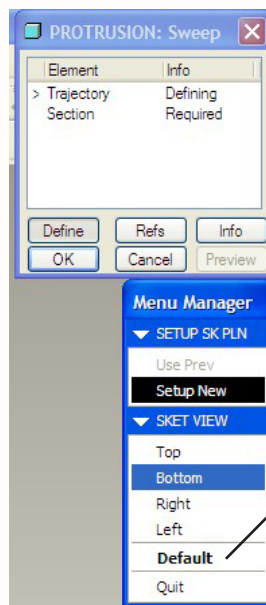 PROTRUSION: Sweep
Element Info
> Trajectory Defining
Section Required
Define Refs Info
OK Cancel Preview
Menu Manager
SETUP SK PLN
Use Prev
Setup New
SKET VIEW
Top
Bottom
Right
Left
Default
Quit